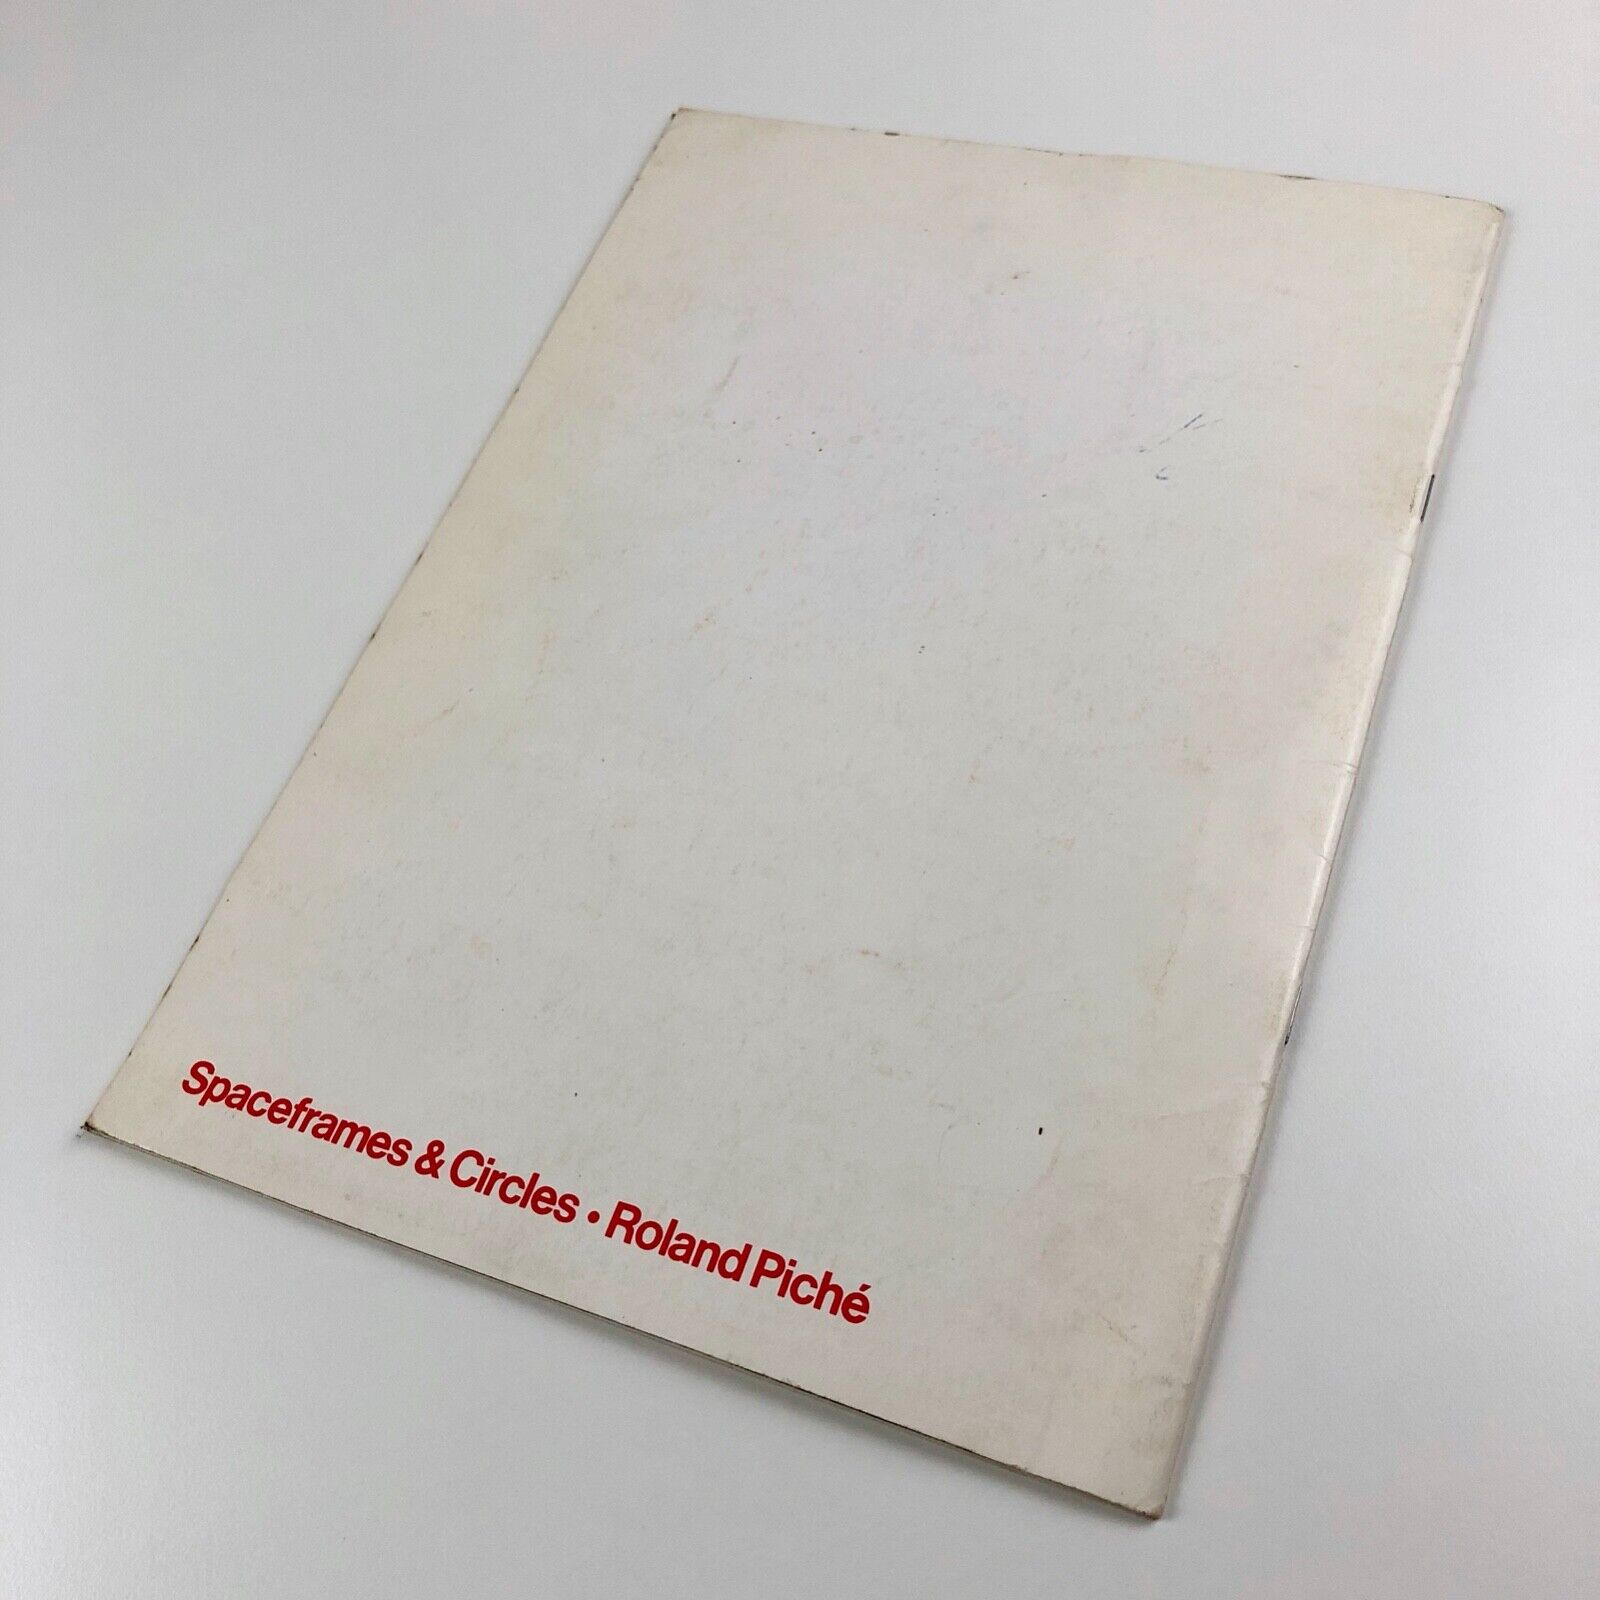 Spaceframes & Circles • Roland Piché